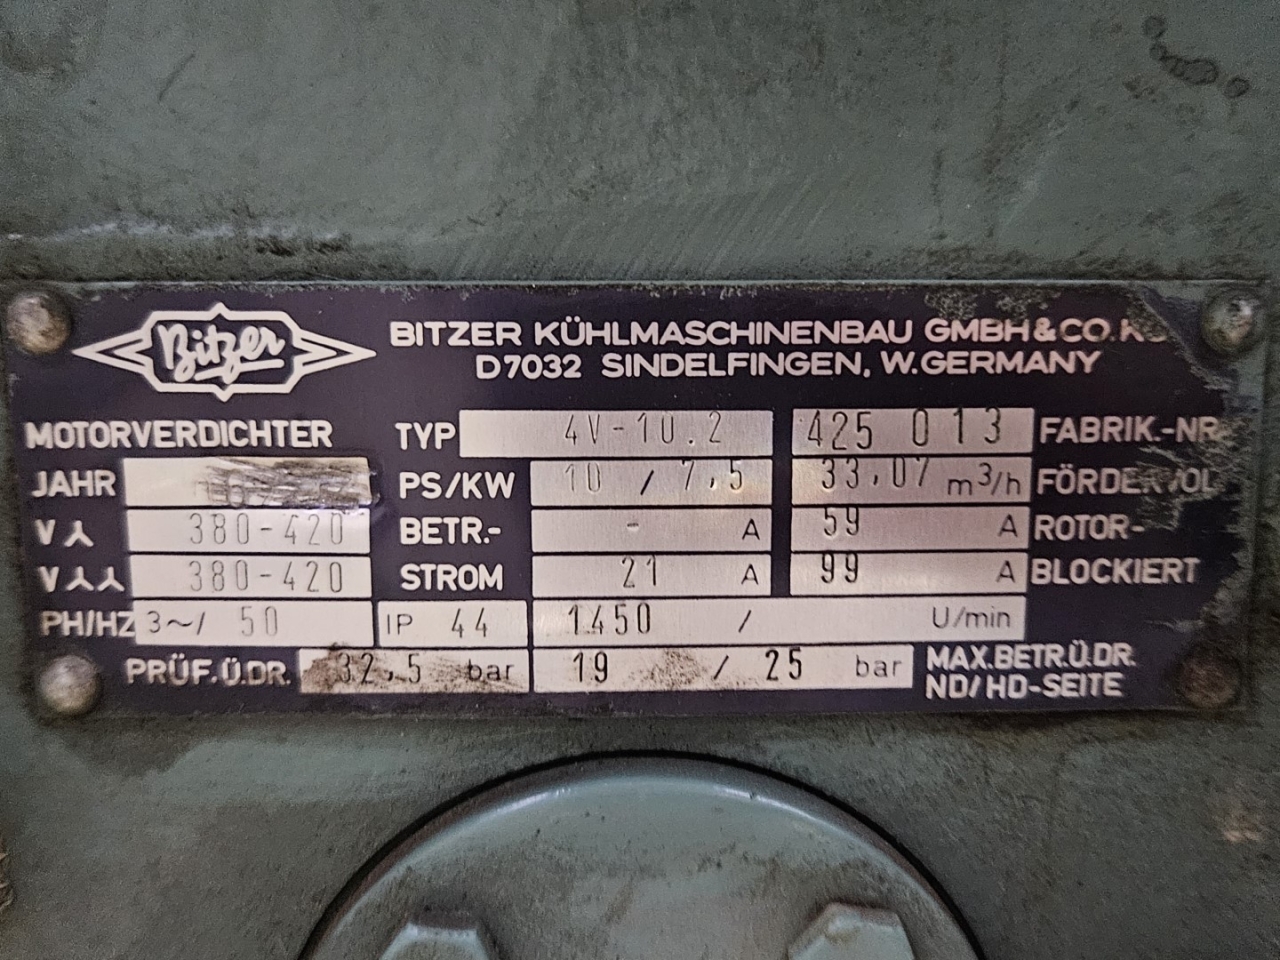 Bitzer
BITZER KÜHLMASCHINENBAU GMBH & CO.
D7032 SINDELFINGEN, W.GERMANY
MOTORVERDICHTER TYP 4V-10.2 425 013 FABRIK.-NR
JAHR PS/KW 10 / 7,5 33,07 m³/h FÖRDERVOL
V⅄ 380-420 BETR.- - A 59 A ROTOR-
V⅄⅄ 380-420 STROM 21 A 99 A BLOCKIERT
PH/HZ 3~/ 50 IP 44 1450 / U/min
PRÜF.Ü.DR. 32,5 bar 19 / 25 bar MAX.BETR.Ü.DR.
ND/HD-SEITE